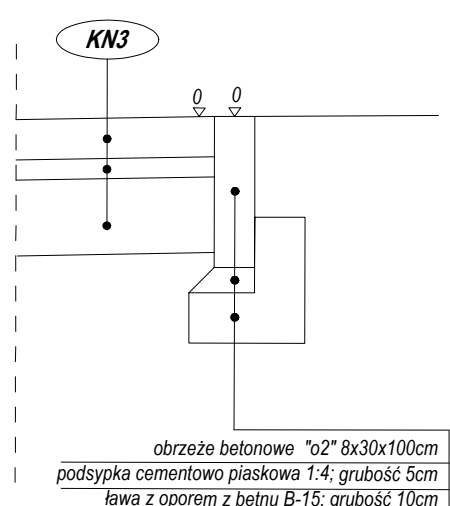 KN3
0 0
obrzeże betonowe "o2" 8x30x100cm
podsypka cementowo piaskowa 1:4; grubość 5cm
ława z oporem z betnu B-15; grubość 10cm